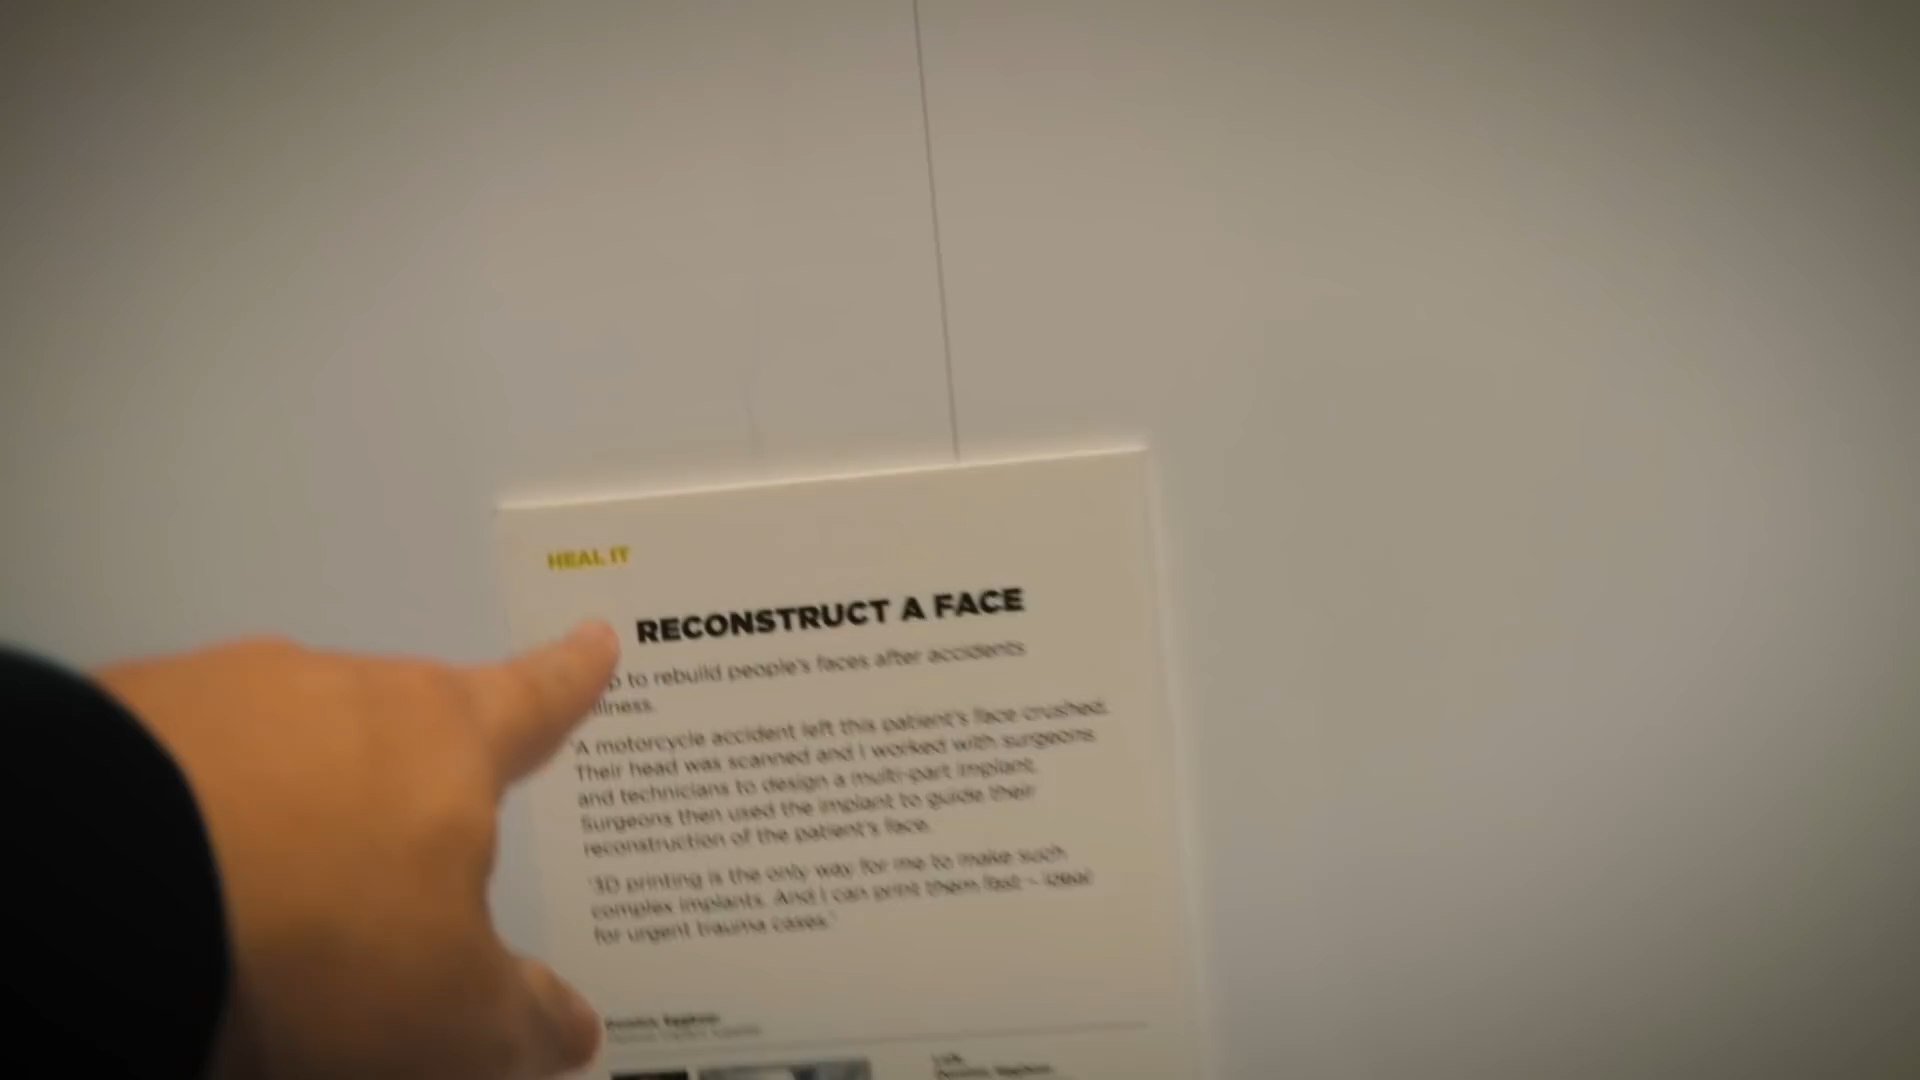 HEAL IT
RECONSTRUCT A FACE
to rebuild people's faces after accidents
illness.
'A motorcycle accident left this patient's face crushed.
Their head was scanned and I worked with surgeons
and technicians to design a multi-part implant.
Surgeons then used the implant to guide their
reconstruction of the patient's face.
'3D printing is the only way for me to make such
complex implants. And I can print them fast – ideal
for urgent trauma cases.'